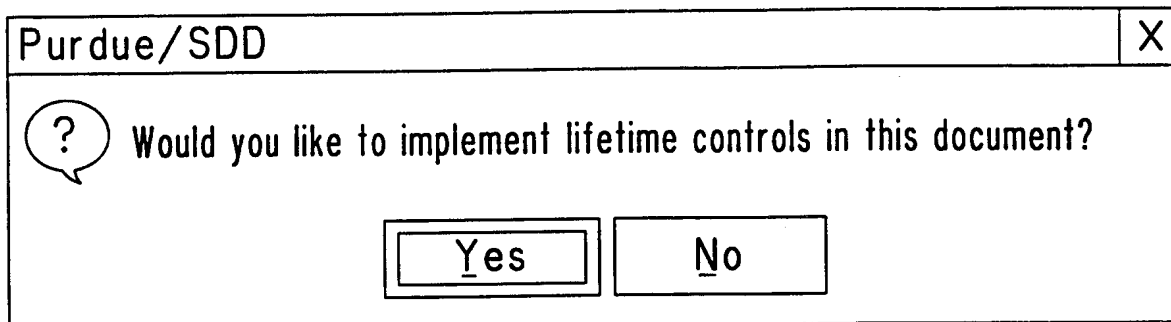 Purdue/SDD X
? Would you like to implement lifetime controls in this document?
Yes No